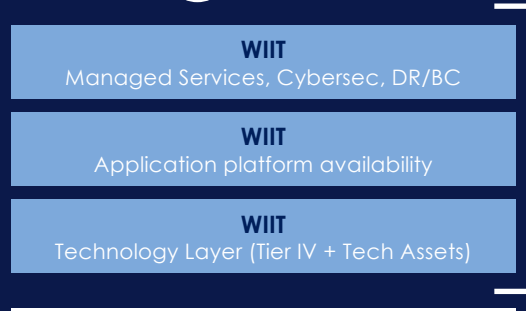 WIIT
Managed Services, Cybersec, DR/BC
WIIT
Application platform availability
WIIT
Technology Layer (Tier IV + Tech Assets)